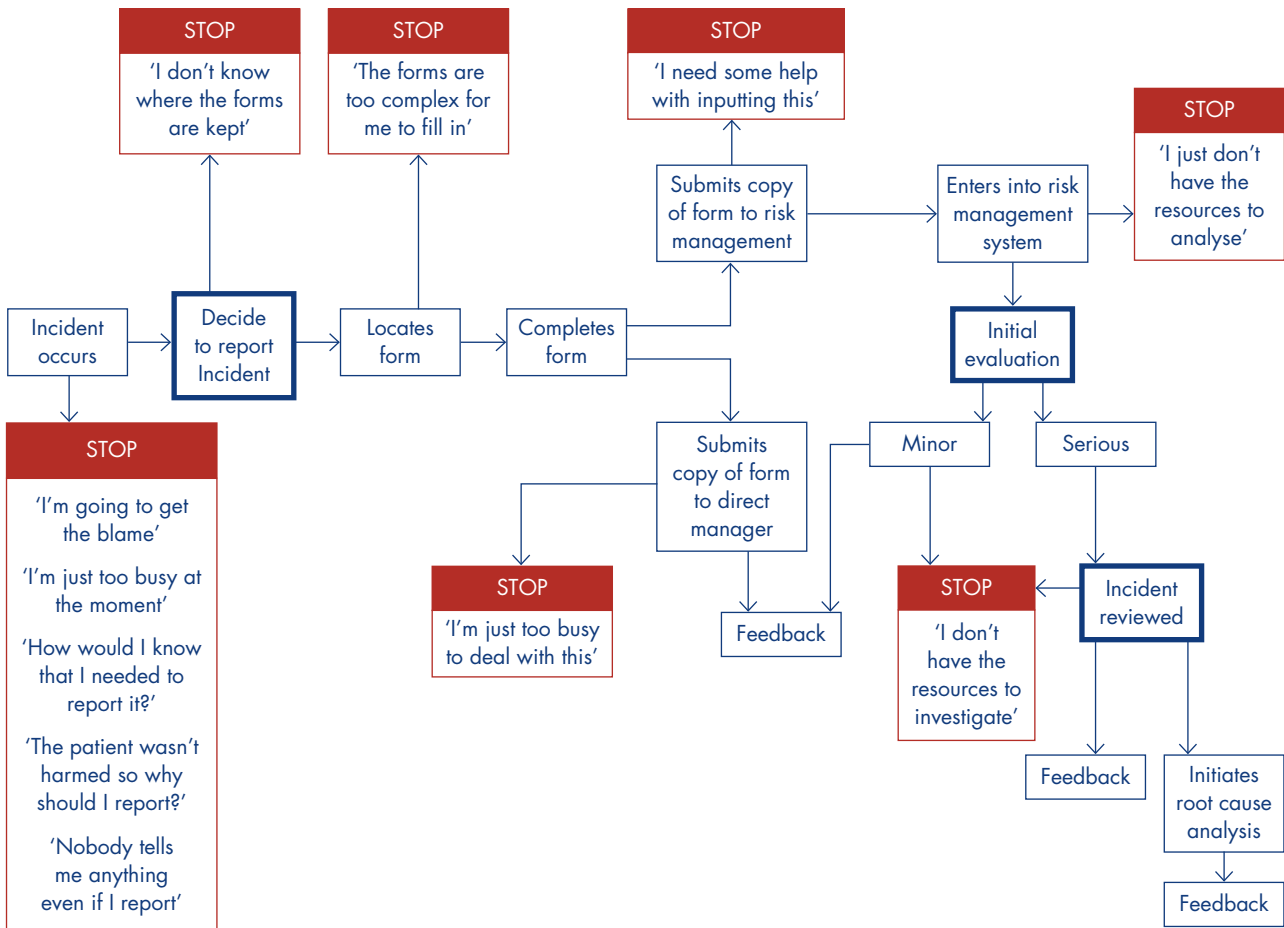 STOP
‘I don’t know
where the forms
are kept’
STOP
‘The forms are
too complex for
me to fill in’
STOP
‘I need some help
with inputting this’
STOP
‘I just don’t
have the
resources to
analyse’
Submits copy
of form to risk
management
Enters into risk
management
system
Incident
occurs
Decide
to report
Incident
Locates
form
Completes
form
Initial
evaluation
STOP
‘I’m going to get
the blame’
‘I’m just too busy at
the moment’
‘How would I know
that I needed to
report it?’
‘The patient wasn’t
harmed so why
should I report?’
‘Nobody tells
me anything
even if I report’
Submits
copy of form
to direct
manager
Minor
Serious
STOP
‘I’m just too busy
to deal with this’
Feedback
STOP
‘I don’t
have the
resources to
investigate’
Incident
reviewed
Feedback
Initiates
root cause
analysis
Feedback